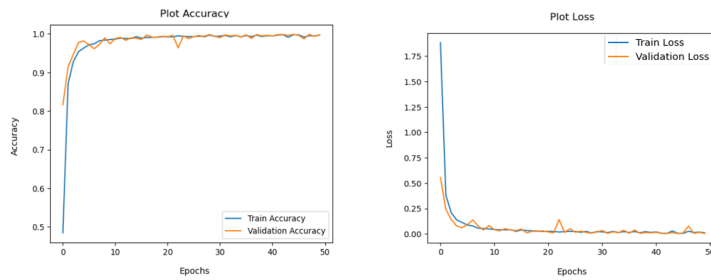 Plot Accuracy
1.0
0.9
0.8
0.7
0.6
0.5
Accuracy
0
10
20
30
40
50
Epochs
Train Accuracy
Validation Accuracy
Plot Loss
1.75
1.50
1.25
1.00
0.75
0.50
0.25
0.00
Loss
0
10
20
30
40
50
Epochs
Train Loss
Validation Loss